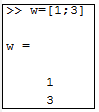 >> w=[1;3]
w =
1
3